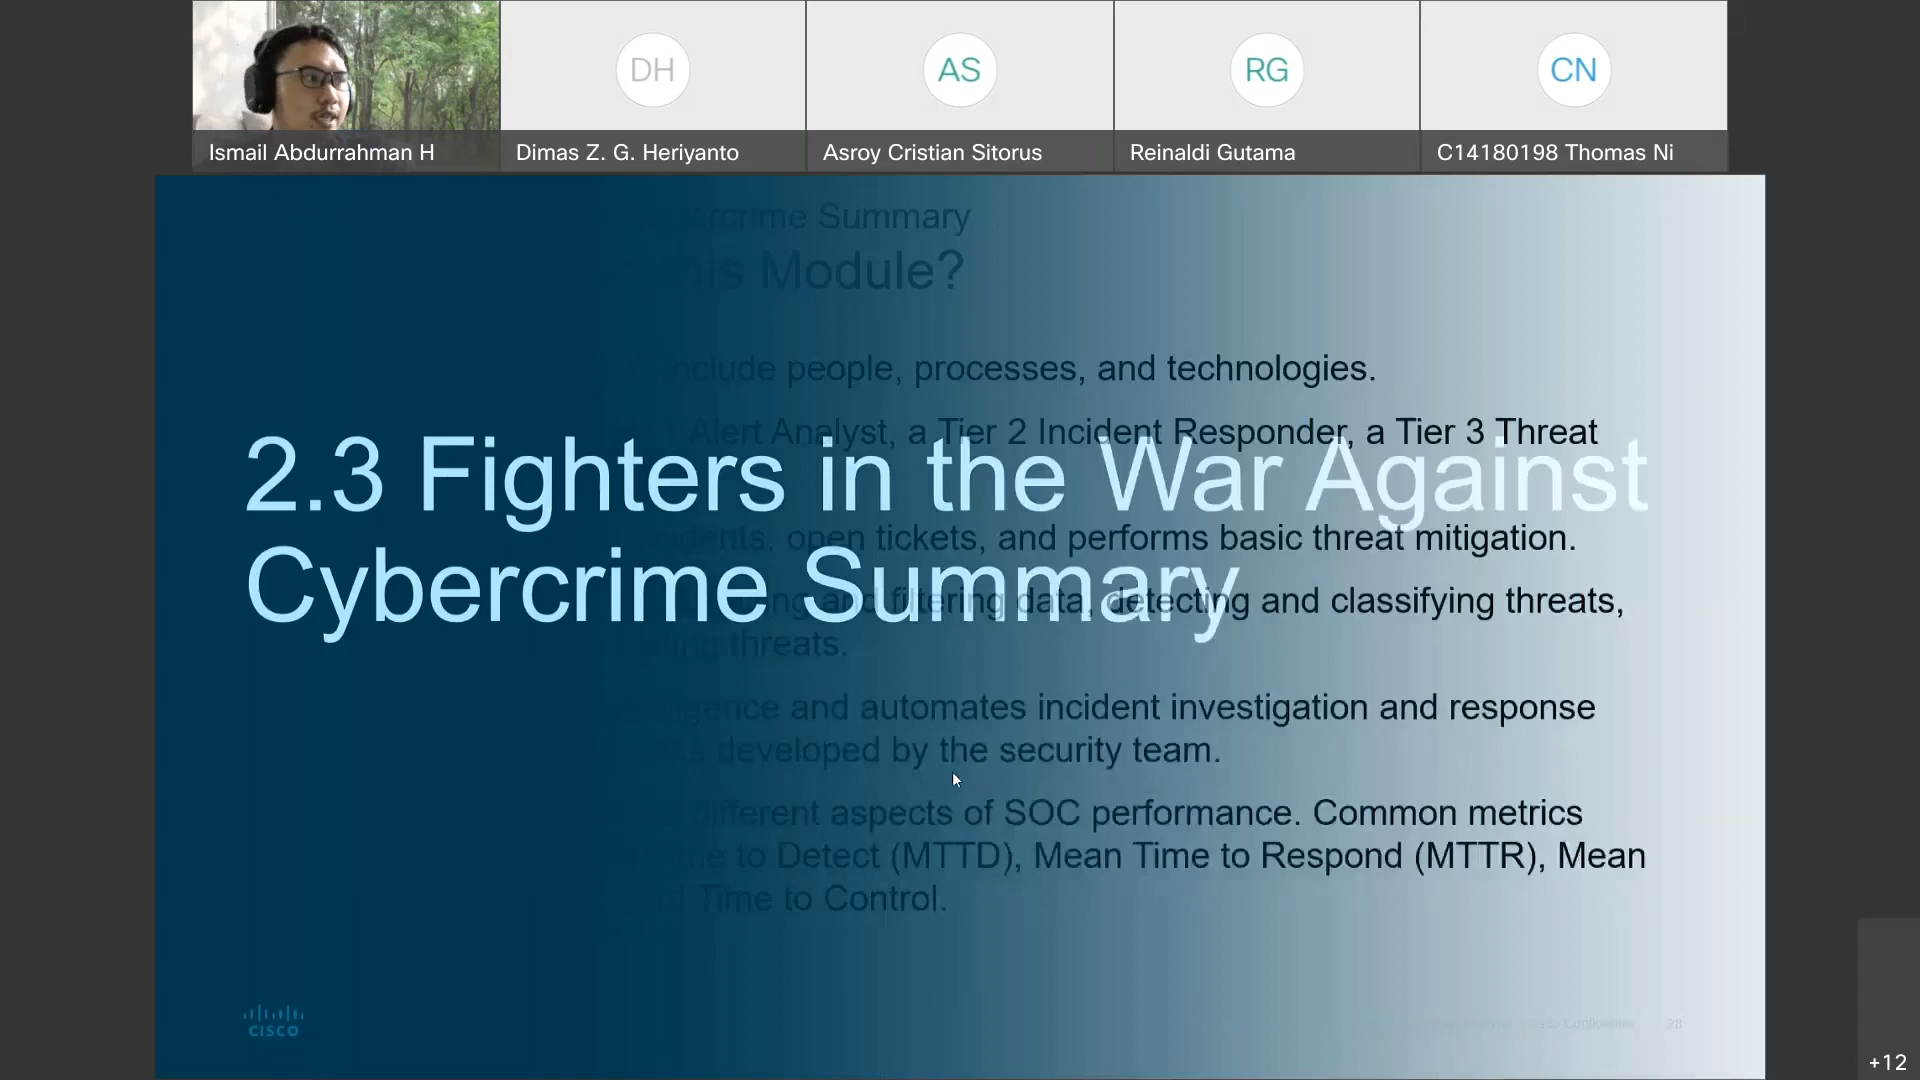 DH
AS
RG
CN
Ismail Abdurrahman H
Dimas Z. G. Heriyanto
Asroy Cristian Sitorus
Reinaldi Gutama
C14180198 Thomas Ni
Summary
this Module?
include people, processes, and technologies.
Alert Analyst, a Tier 2 Incident Responder, a Tier 3 Threat
2.3 Fighters in the War Against
incidents, open tickets, and performs basic threat mitigation.
Cybercrime Summary
and filtering data, detecting and classifying threats,
threats.
and automates incident investigation and response
developed by the security team.
different aspects of SOC performance. Common metrics
Time to Detect (MTTD), Mean Time to Respond (MTTR), Mean
Time to Control.
CISCO
28
+12